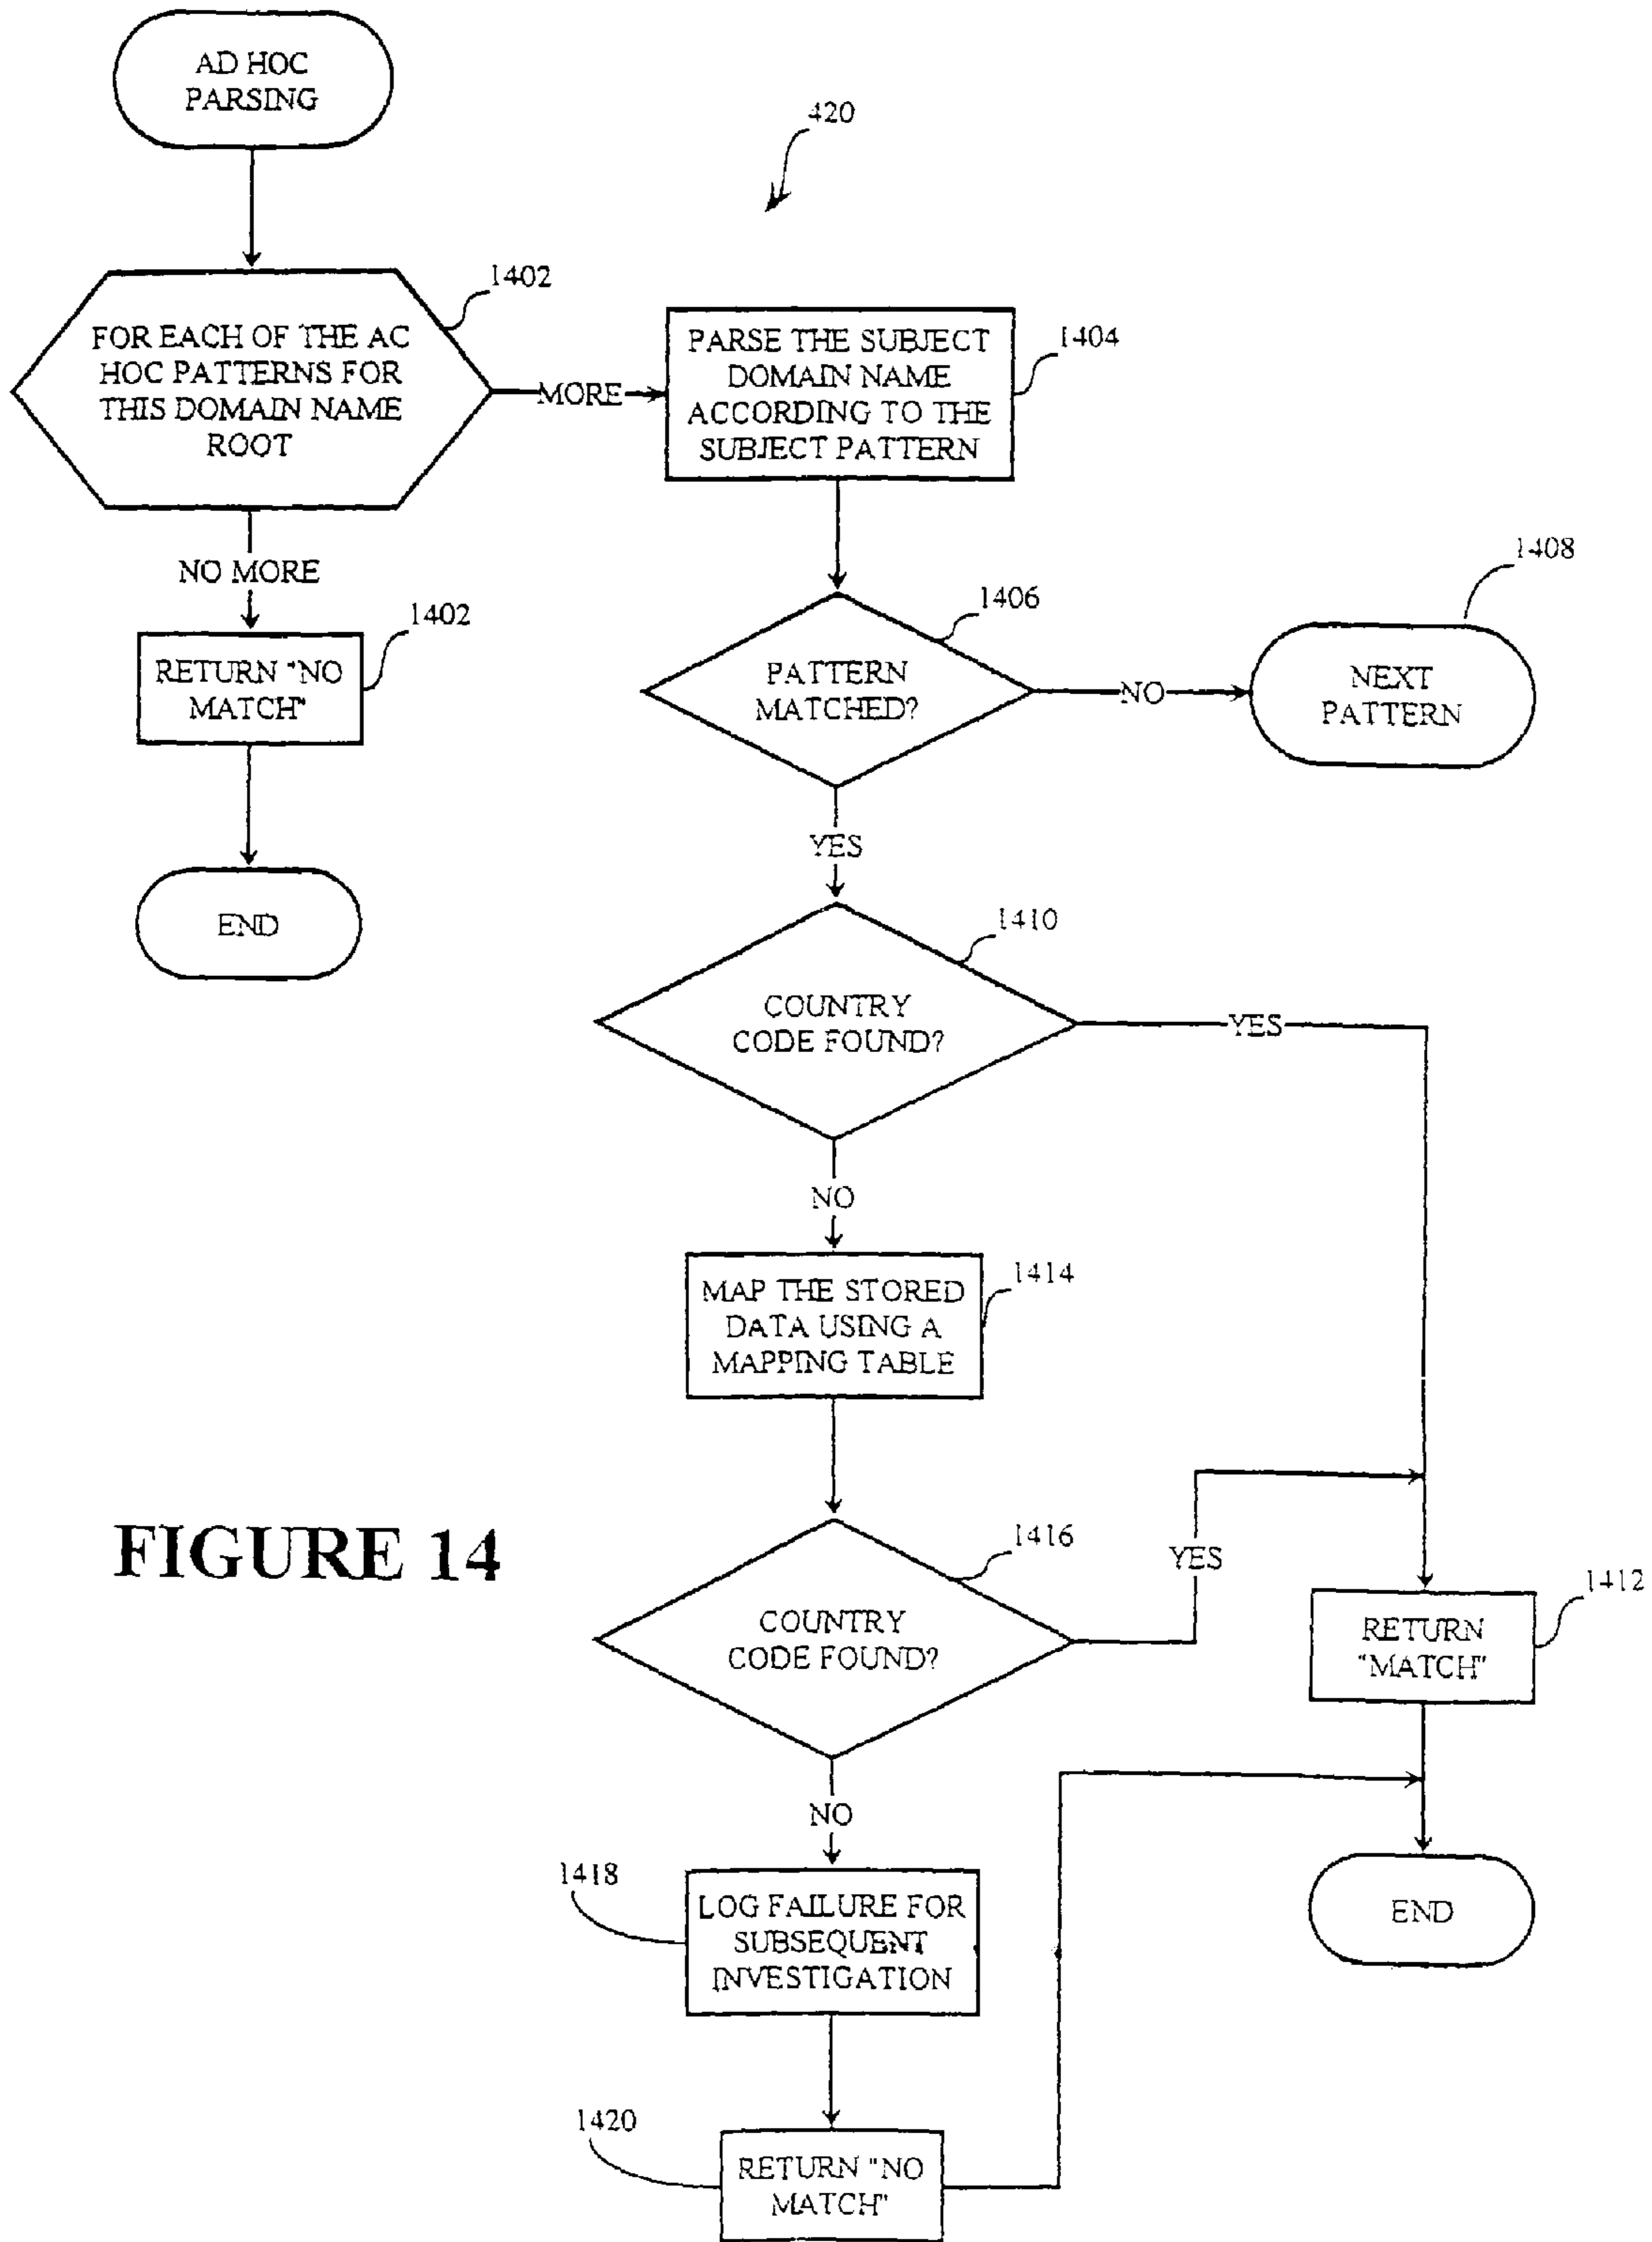 AD HOC
PARSING
420
1402
FOR EACH OF THE AC
HOC PATTERNS FOR
THIS DOMAIN NAME
ROOT
MORE
PARSE THE SUBJECT
DOMAIN NAME
ACCORDING TO THE
SUBJECT PATTERN
1404
NO MORE
1402
RETURN "NO
MATCH"
END
1406
PATTERN
MATCHED?
NO
1408
NEXT
PATTERN
YES
1410
COUNTRY
CODE FOUND?
YES
NO
MAP THE STORED
DATA USING A
MAPPING TABLE
1414
FIGURE 14
1416
COUNTRY
CODE FOUND?
YES
1412
RETURN
"MATCH"
NO
1418
LOG FAILURE FOR
SUBSEQUENT
INVESTIGATION
END
1420
RETURN "NO
MATCH"